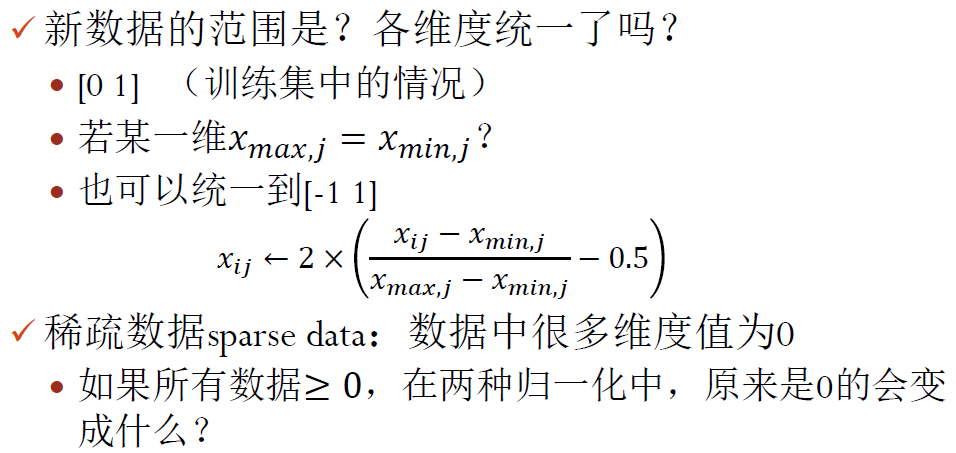 ✓ 新数据的范围是？各维度统一了吗？
• [0 1] （训练集中的情况）
• 若某一维$x_{max,j} = x_{min,j}$？
• 也可以统一到[-1 1]
$x_{ij} \leftarrow 2 \times \left( \frac{x_{ij} - x_{min,j}}{x_{max,j} - x_{min,j}} - 0.5 \right)$
✓ 稀疏数据sparse data：数据中很多维度值为0
• 如果所有数据≥ 0，在两种归一化中，原来是0的会变
成什么？